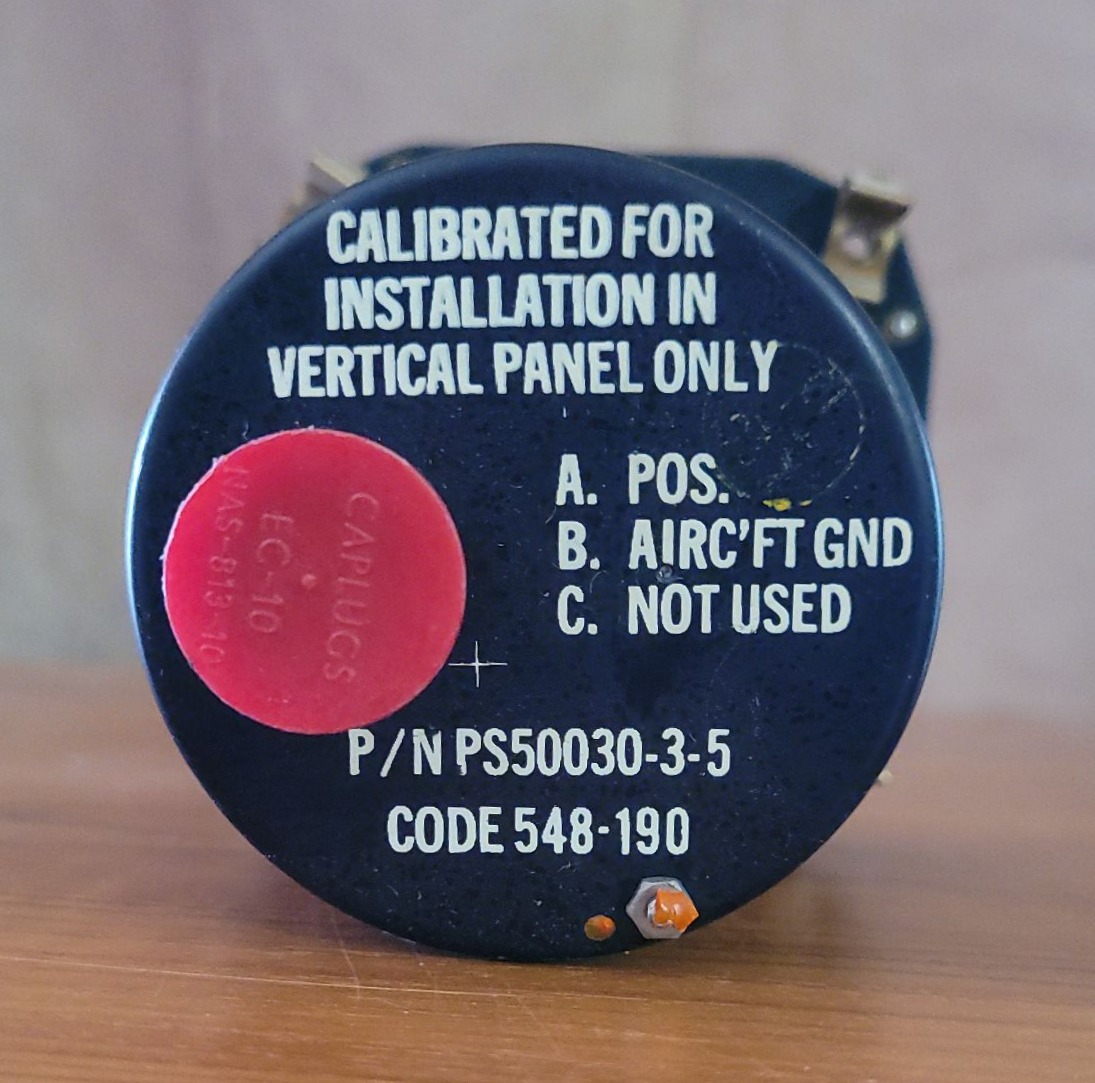 CALIBRATED FOR
INSTALLATION IN
VERTICAL PANEL ONLY
A. POS.
B. AIRC'FT GND
C. NOT USED
CAPLUGS
EC-10
NAS-813-10
P/N PS50030-3-5
CODE 548-190